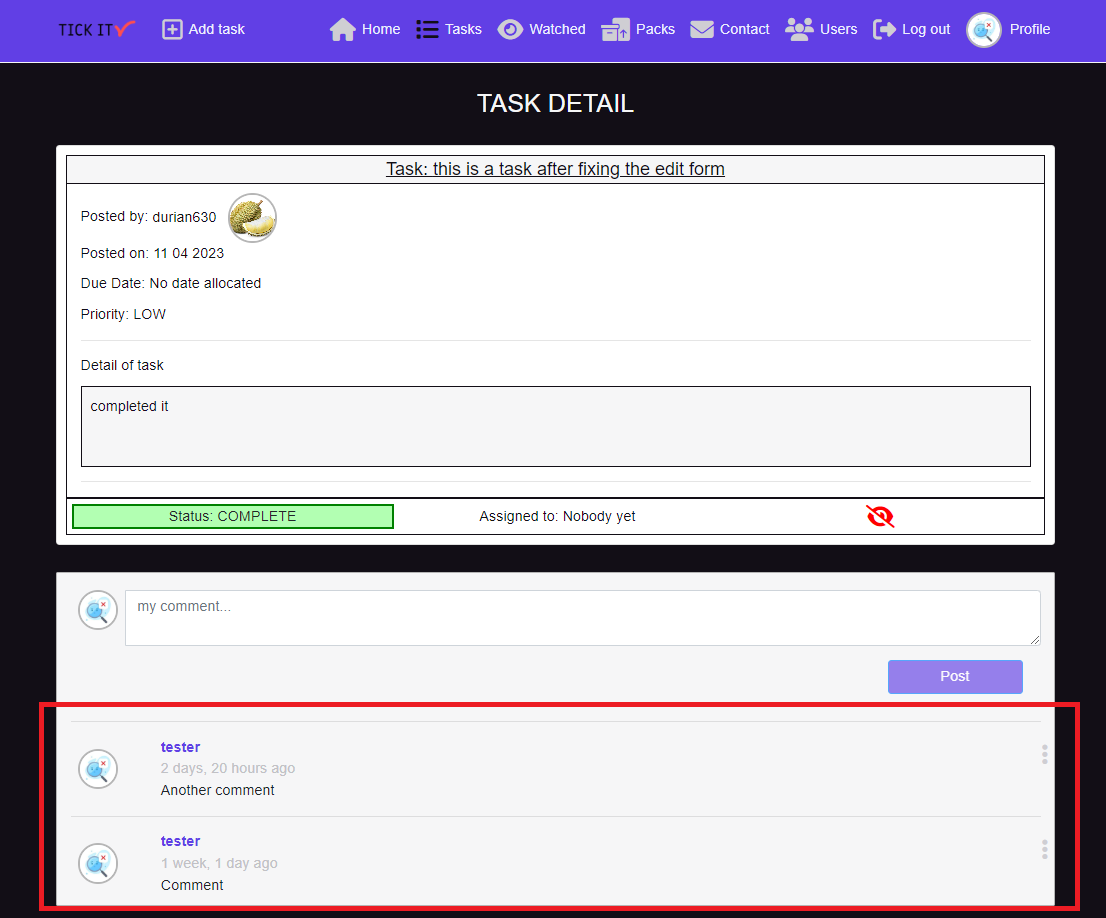 TICK IT
Add task
Home
Tasks
Watched
Packs
Contact
Users
Log out
Profile
TASK DETAIL
Task: this is a task after fixing the edit form
Posted by: durian630
Posted on: 11 04 2023
Due Date: No date allocated
Priority: LOW
Detail of task
completed it
Status: COMPLETE
Assigned to: Nobody yet
my comment...
Post
tester
2 days, 20 hours ago
Another comment
tester
1 week, 1 day ago
Comment